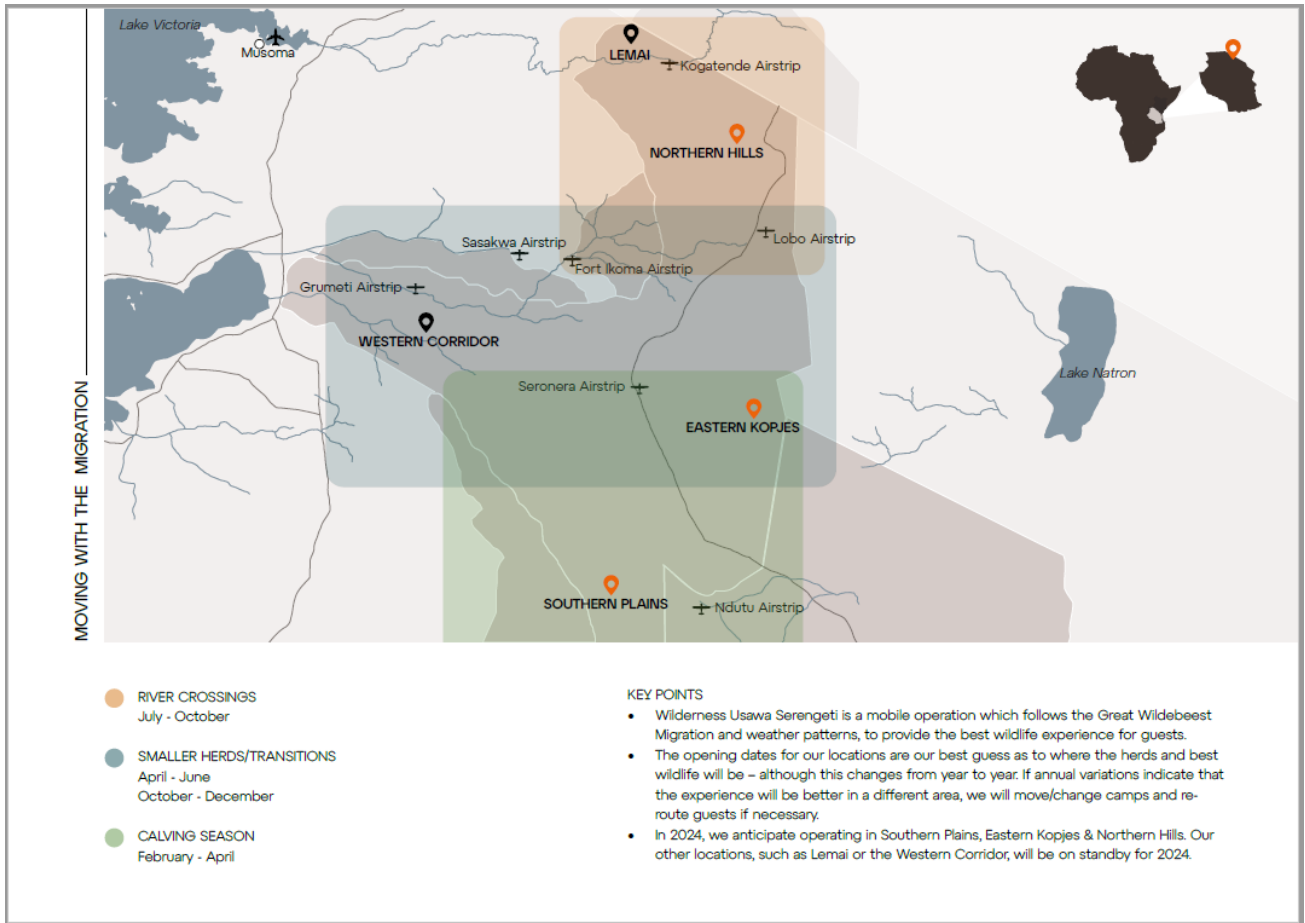 Lake Victoria
Musoma
LEMAI
Kogatende Airstrip
NORTHERN HILLS
Sasakwa Airstrip
Lobo Airstrip
Fort Ikoma Airstrip
Grumeti Airstrip
WESTERN CORRIDOR
Lake Natron
Seronera Airstrip
EASTERN KOPJES
SOUTHERN PLAINS
Ndutu Airstrip
MOVING WITH THE MIGRATION
RIVER CROSSINGS
July - October
SMALLER HERDS/TRANSITIONS
April - June
October - December
CALVING SEASON
February - April
KEY POINTS
• Wilderness Usawa Serengeti is a mobile operation which follows the Great Wildebeest
Migration and weather patterns, to provide the best wildlife experience for guests.
• The opening dates for our locations are our best guess as to where the herds and best
wildlife will be – although this changes from year to year. If annual variations indicate that
the experience will be better in a different area, we will move/change camps and re-
route guests if necessary.
• In 2024, we anticipate operating in Southern Plains, Eastern Kopjes & Northern Hills. Our
other locations, such as Lemai or the Western Corridor, will be on standby for 2024.